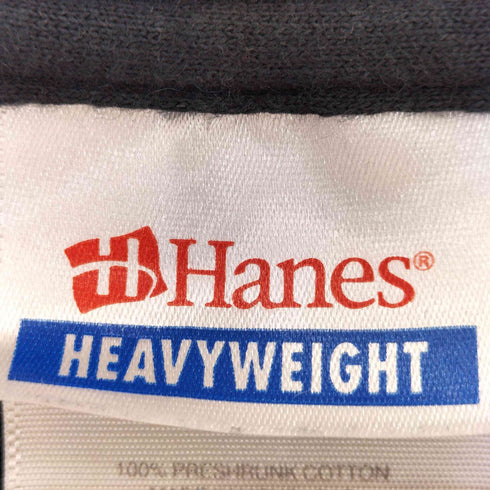 H Hanes®
HEAVYWEIGHT
100% PRESHRUNK COTTON